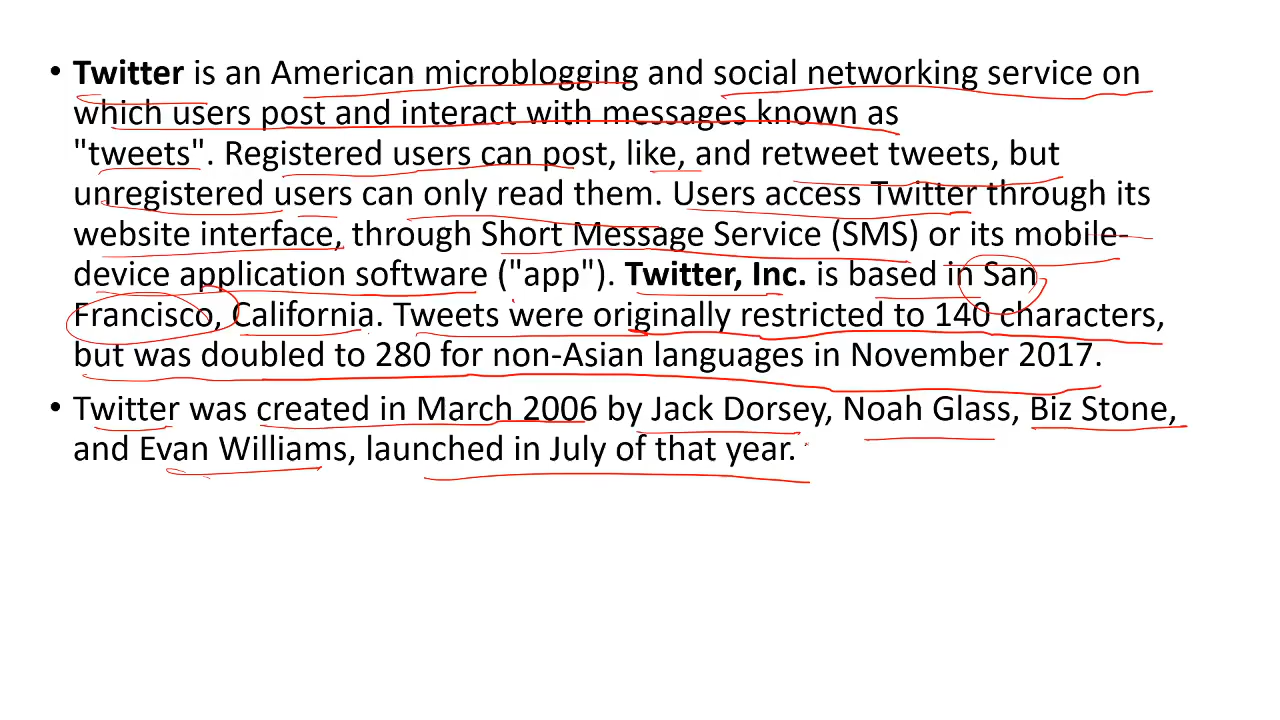 • Twitter is an American microblogging and social networking service on
which users post and interact with messages known as
"tweets". Registered users can post, like, and retweet tweets, but
unregistered users can only read them. Users access Twitter through its
website interface, through Short Message Service (SMS) or its mobile-
device application software ("app"). Twitter, Inc. is based in San
Francisco, California. Tweets were originally restricted to 140 characters,
but was doubled to 280 for non-Asian languages in November 2017.
• Twitter was created in March 2006 by Jack Dorsey, Noah Glass, Biz Stone,
and Evan Williams, launched in July of that year.